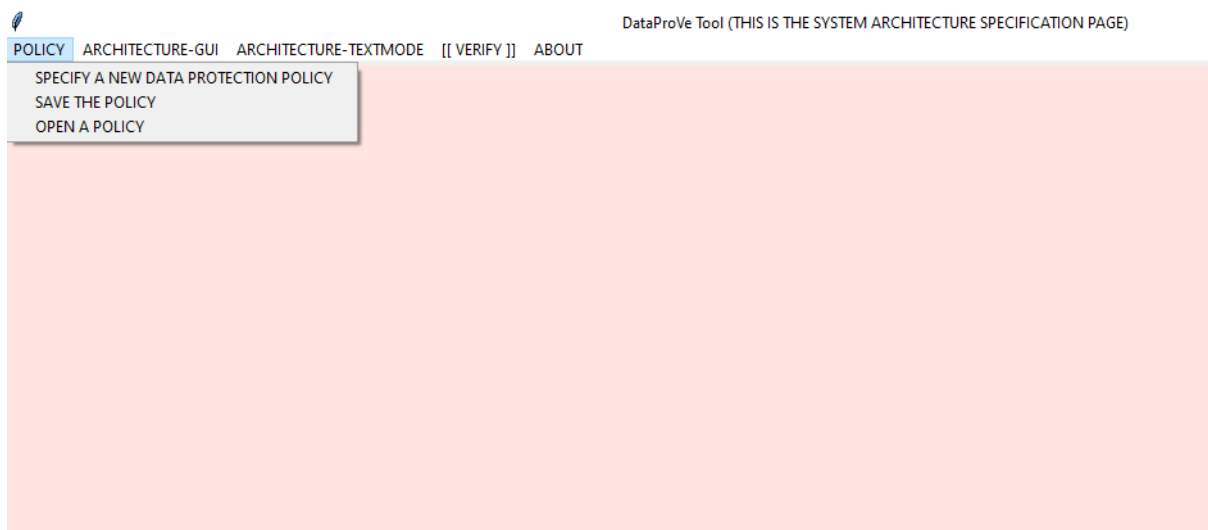 DataProVe Tool (THIS IS THE SYSTEM ARCHITECTURE SPECIFICATION PAGE)
POLICY ARCHITECTURE-GUI ARCHITECTURE-TEXTMODE [[ VERIFY ]] ABOUT
SPECIFY A NEW DATA PROTECTION POLICY
SAVE THE POLICY
OPEN A POLICY